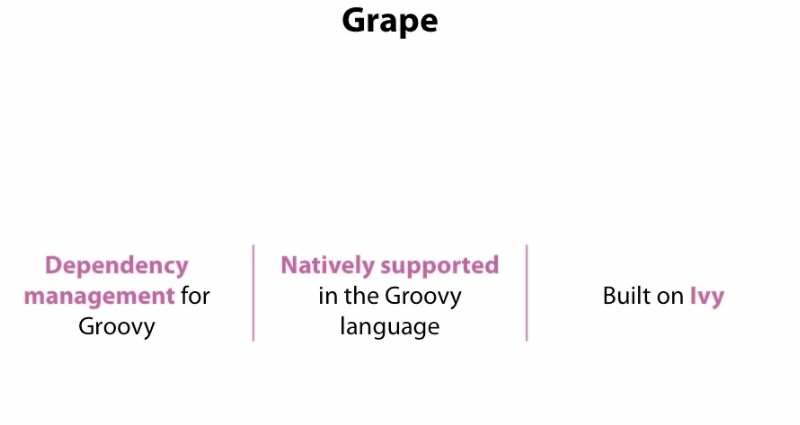 Grape
Dependency
management for
Groovy
Natively supported
in the Groovy
language
Built on Ivy